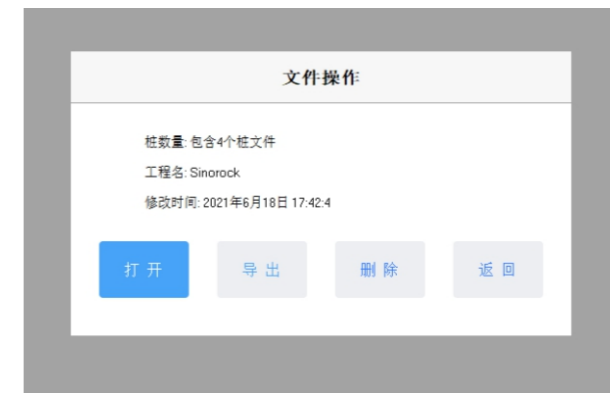 文件操作
桩数量: 包含4个桩文件
工程名: Sinorock
修改时间: 2021年6月18日 17:42:4
打 开 导 出 删 除 返 回